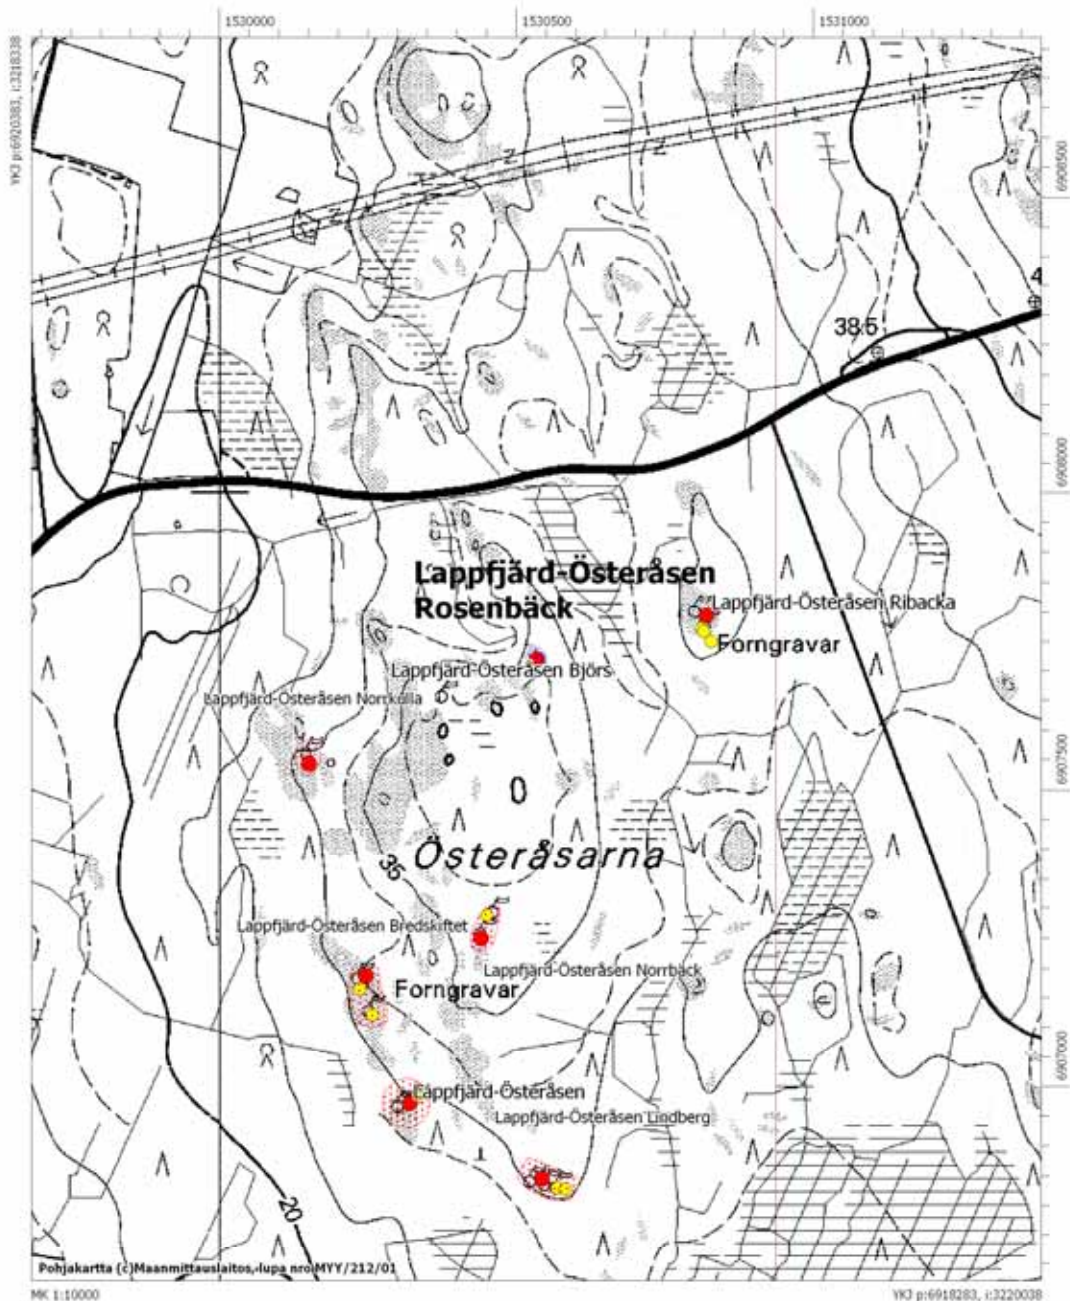 1530000
1530500
1531000
YKJ p:6920383, i:3218338
6908500
4
38.5
6908000
Lappfjärd-Österåsen
Rosenbäck
Lappfjärd-Österåsen Ribacka
Forngravar
Lappfjärd-Österåsen Björs
Lappfjärd-Österåsen Norrkulla
6907500
35
Österåsarna
Lappfjärd-Österåsen Bredskiftet
Lappfjärd-Österåsen Norrbäck
Forngravar
6907000
Lappfjärd-Österåsen
Lappfjärd-Österåsen Lindberg
20
Pohjakartta (c)Maanmittauslaitos, lupa nro MYY/212/01
MK 1:10000
YKJ p:6918283, i:3220038